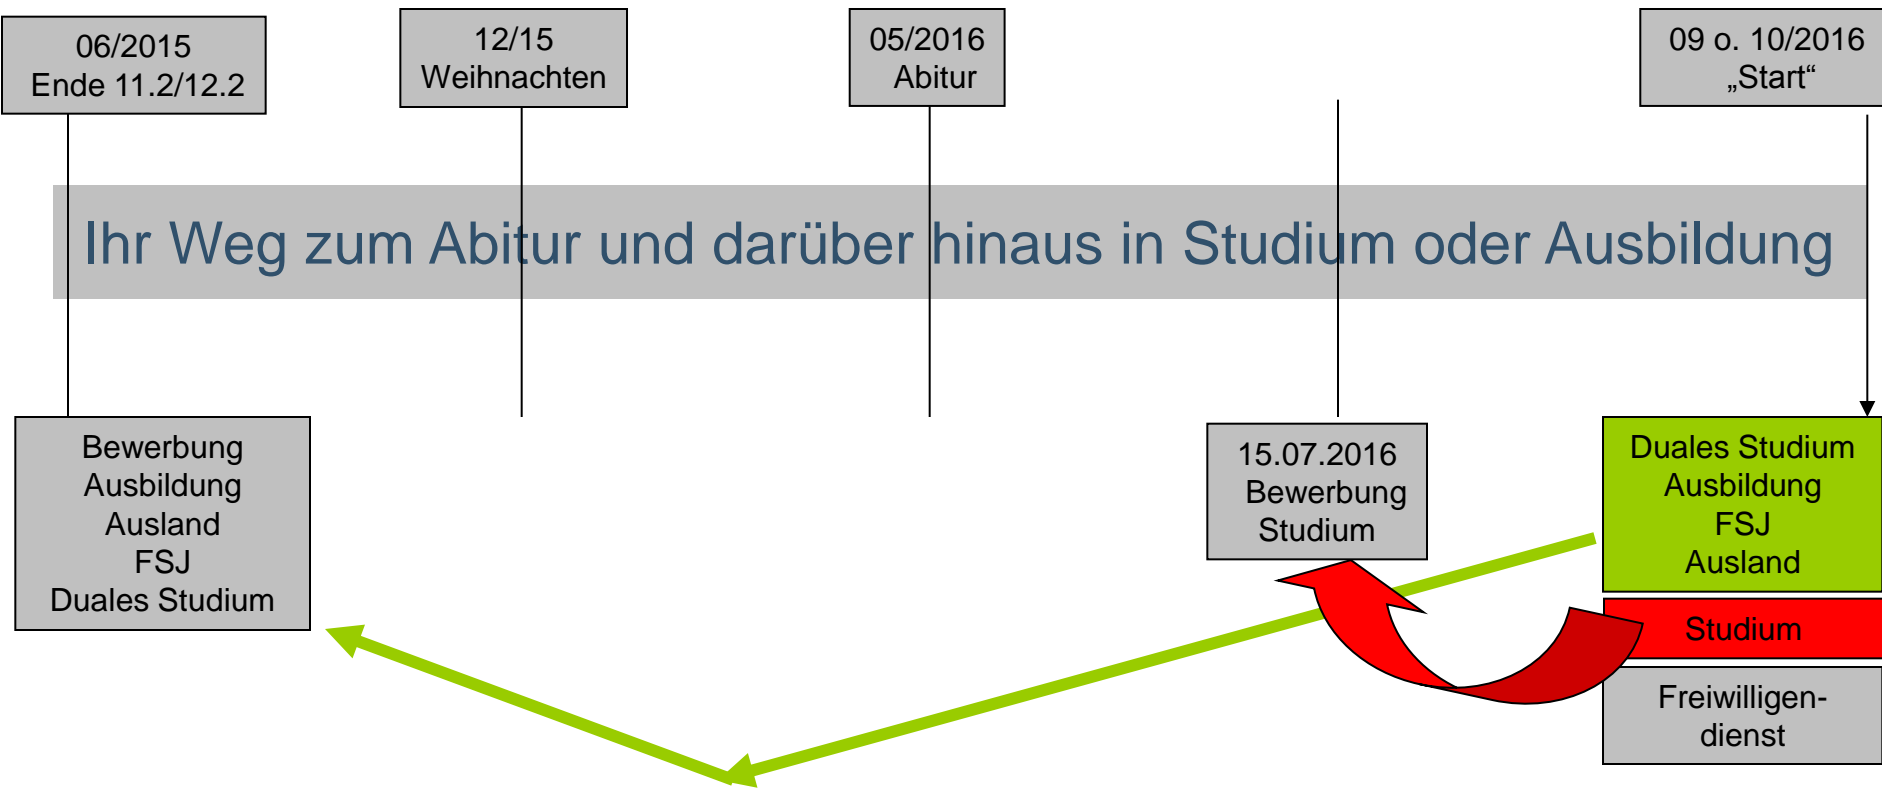 06/2015
Ende 11.2/12.2
12/15
Weihnachten
05/2016
Abitur
09 o. 10/2016
„Start“
Ihr Weg zum Abitur und darüber hinaus in Studium oder Ausbildung
Bewerbung
Ausbildung
Ausland
FSJ
Duales Studium
15.07.2016
Bewerbung
Studium
Duales Studium
Ausbildung
FSJ
Ausland
Studium
Freiwilligen-
dienst